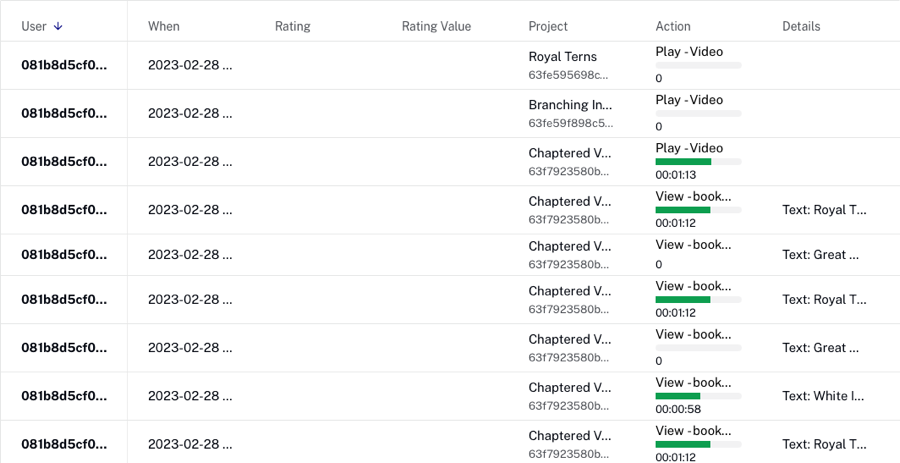 User ↓ When Rating Rating Value Project Action Details
081b8d5cf0... 2023-02-28 ... Royal Terns Play - Video
63fe595698c... 0
081b8d5cf0... 2023-02-28 ... Branching In... Play - Video
63fe59f898c5... 0
081b8d5cf0... 2023-02-28 ... Chaptered V... Play - Video
63f7923580b... 00:01:13
081b8d5cf0... 2023-02-28 ... Chaptered V... View - book... Text: Royal T...
63f7923580b... 00:01:12
081b8d5cf0... 2023-02-28 ... Chaptered V... View - book... Text: Great ...
63f7923580b... 0
081b8d5cf0... 2023-02-28 ... Chaptered V... View - book... Text: Royal T...
63f7923580b... 00:01:12
081b8d5cf0... 2023-02-28 ... Chaptered V... View - book... Text: Great ...
63f7923580b... 0
081b8d5cf0... 2023-02-28 ... Chaptered V... View - book... Text: White I...
63f7923580b... 00:00:58
081b8d5cf0... 2023-02-28 ... Chaptered V... View - book... Text: Royal T...
63f7923580b... 00:01:12